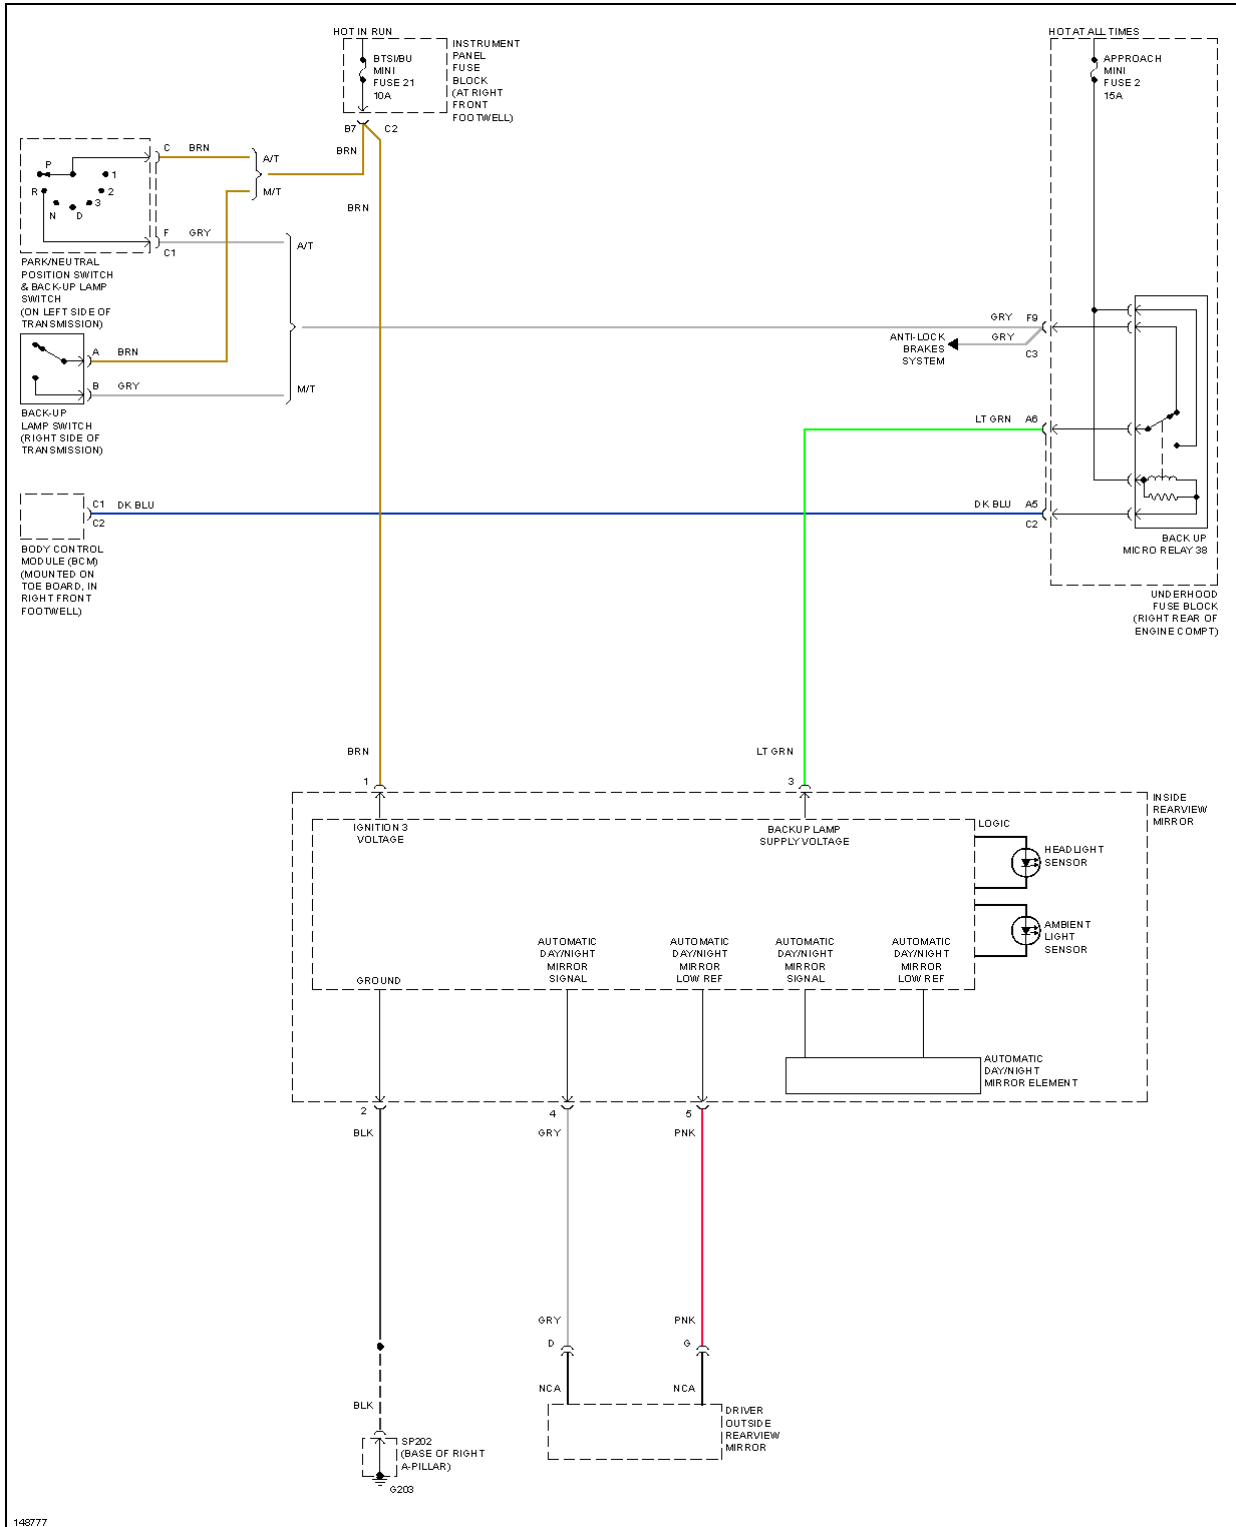 HOT IN RUN
BTSI/BU
MINI
FUSE 21
10A
INSTRUMENT
PANEL
FUSE
BLOCK
(AT RIGHT
FRONT
FOOTWELL)
B7
C2
BRN
BRN
HOT AT ALL TIMES
APPROACH
MINI
FUSE 2
15A
C
BRN
A/T
M/T
P
1
R
2
N
D
3
F
GRY
C1
A/T
PARK/NEUTRAL
POSITION SWITCH
& BACK-UP LAMP
SWITCH
(ON LEFT SIDE OF
TRANSMISSION)
A
BRN
B
GRY
M/T
BACK-UP
LAMP SWITCH
(RIGHT SIDE OF
TRANSMISSION)
GRY
F9
GRY
C3
ANTI-LOCK
BRAKES
SYSTEM
LT GRN
A6
C1
DK BLU
C2
DK BLU
A5
C2
BODY CONTROL
MODULE (BCM)
(MOUNTED ON
TOE BOARD, IN
RIGHT FRONT
FOOTWELL)
BACK UP
MICRO RELAY 38
UNDERHOOD
FUSE BLOCK
(RIGHT REAR OF
ENGINE COMPT)
BRN
1
LT GRN
3
INSIDE
REARVIEW
MIRROR
IGNITION 3
VOLTAGE
BACKUP LAMP
SUPPLY VOLTAGE
LOGIC
HEADLIGHT
SENSOR
AMBIENT
LIGHT
SENSOR
GROUND
AUTOMATIC
DAY/NIGHT
MIRROR
SIGNAL
AUTOMATIC
DAY/NIGHT
MIRROR
LOW REF
AUTOMATIC
DAY/NIGHT
MIRROR
SIGNAL
AUTOMATIC
DAY/NIGHT
MIRROR
LOW REF
AUTOMATIC
DAY/NIGHT
MIRROR ELEMENT
2
BLK
4
GRY
5
PNK
GRY
D
PNK
G
NCA
NCA
BLK
DRIVER
OUTSIDE
REARVIEW
MIRROR
SP202
(BASE OF RIGHT
A-PILLAR)
G203
148777